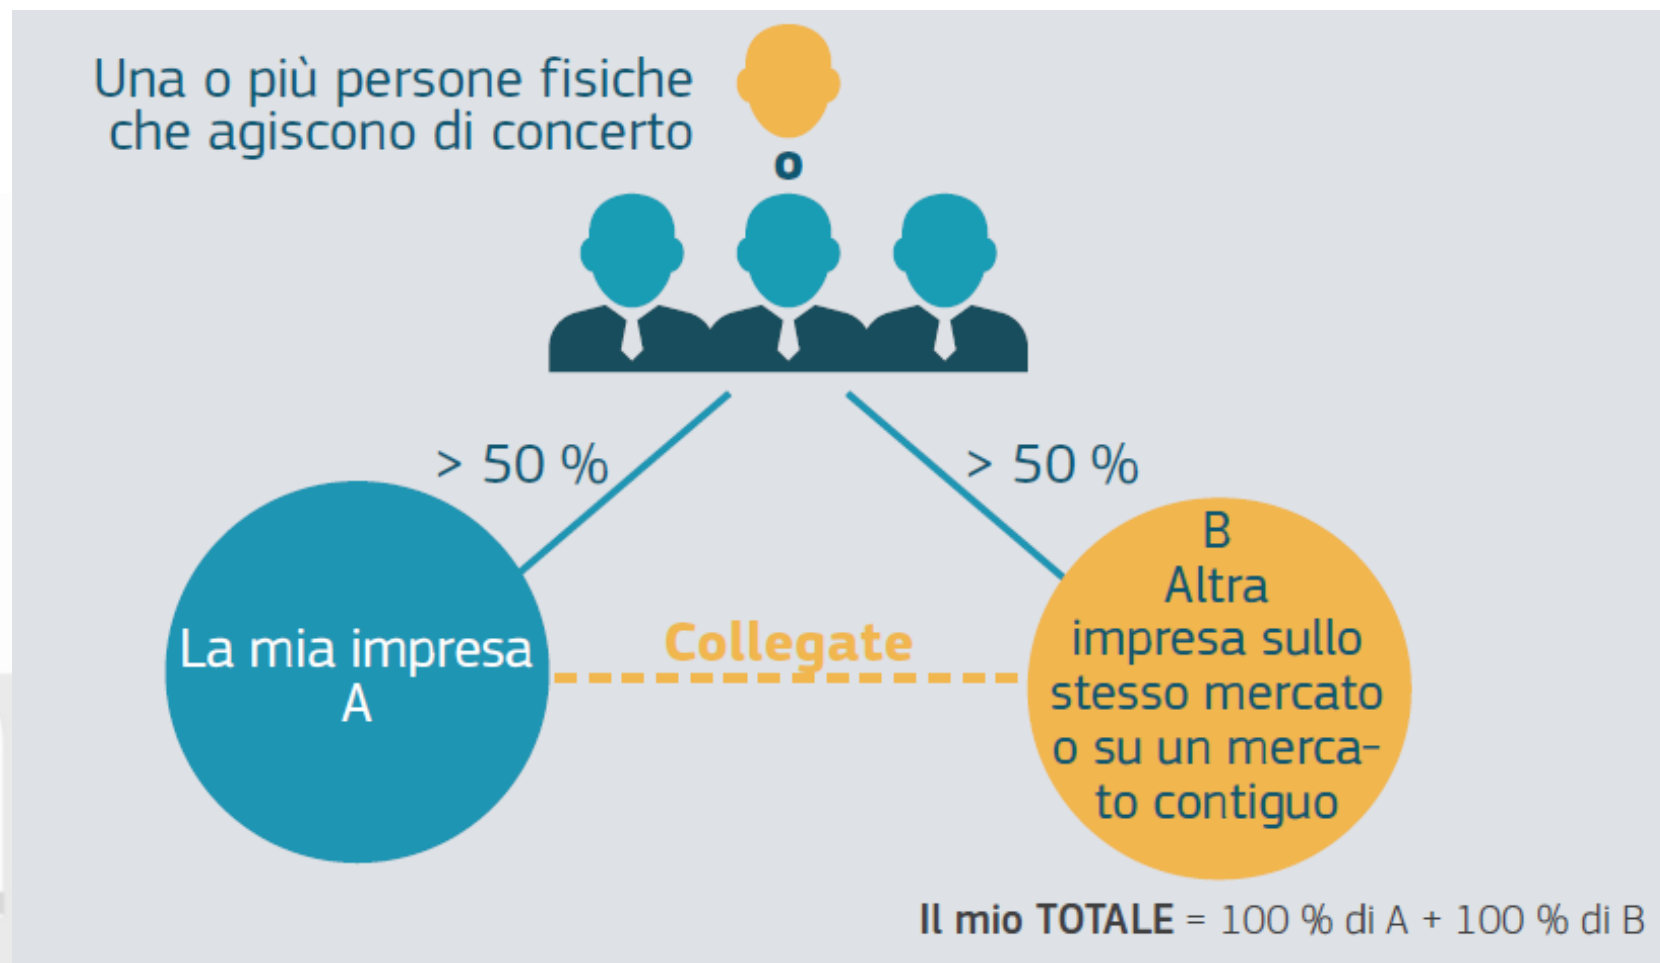 Una o più persone fisiche
che agiscono di concerto
o
> 50 %
> 50 %
La mia impresa
A
Collegate
B
Altra
impresa sullo
stesso mercato
o su un merca-
to contiguo
Il mio TOTALE = 100 % di A + 100 % di B